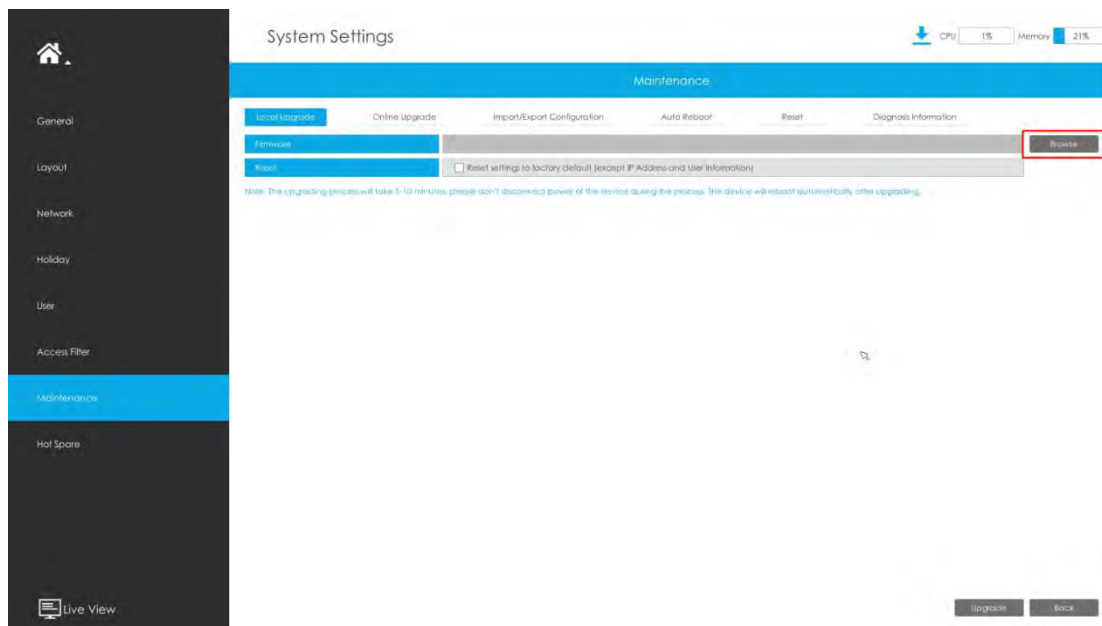 System Settings
CPU 1% Memory 21%
Maintenance
General
Layout
Network
Holiday
User
Access Filter
Maintenance
Hot Spare
Live View
Local Upgrade Online Upgrade Import/Export Configuration Auto Reboot Reset Diagnosis Information
Firmware Browse
Reset Reset settings to factory default (except IP Address and User Information)
Note: The upgrading process will take 5-10 minutes, please don't disconnect power of the device during the process. The device will reboot automatically after upgrading.
Upgrade Back